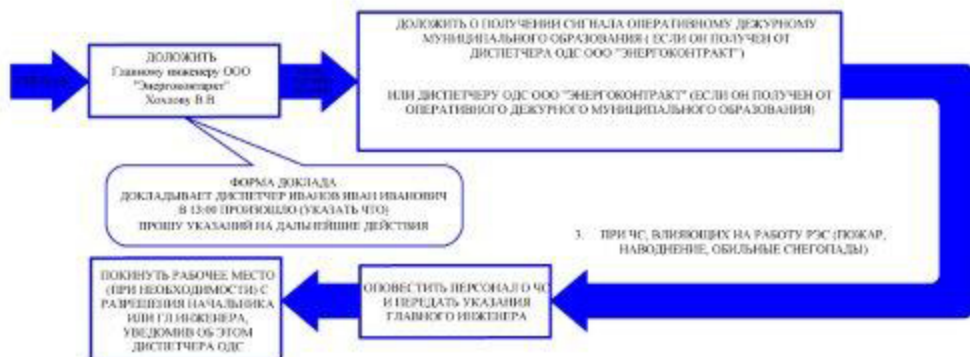 ДОЛОЖИТЬ
Главному инженеру ООО
"Энергоконтаркт"
Хохлову В.В.
ДОЛОЖИТЬ О ПОЛУЧЕНИИ СИГНАЛА ОПЕРАТИВНОМУ ДЕЖУРНОМУ
МУНИЦИПАЛЬНОГО ОБРАЗОВАНИЯ ( ЕСЛИ ОН ПОЛУЧЕН ОТ
ДИСПЕТЧЕРА ОДС ООО "ЭНЕРГОКОНТРАКТ")
ИЛИ ДИСПЕТЧЕРУ ОДС ООО "ЭНЕРГОКОНТРАКТ" (ЕСЛИ ОН ПОЛУЧЕН ОТ
ОПЕРАТИВНОГО ДЕЖУРНОГО МУНИЦИПАЛЬНОГО ОБРАЗОВАНИЯ)
ФОРМА ДОКЛАДА
ДОКЛАДЫВАЕТ ДИСПЕТЧЕР ИВАНОВ ИВАН ИВАНОВИЧ
В 13:00 ПРОИЗОШЛО (УКАЗАТЬ ЧТО)
ПРОШУ УКАЗАНИЙ НА ДАЛЬНЕЙШИЕ ДЕЙСТВИЯ
3. ПРИ ЧС, ВЛИЯЮЩИХ НА РАБОТУ РЭС (ПОЖАР,
НАВОДНЕНИЕ, ОБИЛЬНЫЕ СНЕГОПАДЫ)
ПОКИНУТЬ РАБОЧЕЕ МЕСТО
(ПРИ НЕОБХОДИМОСТИ) С
РАЗРЕШЕНИЯ НАЧАЛЬНИКА
ИЛИ ГЛ ИНЖЕНЕРА,
УВЕДОМИВ ОБ ЭТОМ
ДИСПЕТЧЕРА ОДС
ОПОВЕСТИТЬ ПЕРСОНАЛ О ЧС
И ПЕРЕДАТЬ УКАЗАНИЯ
ГЛАВНОГО ИНЖЕНЕРА